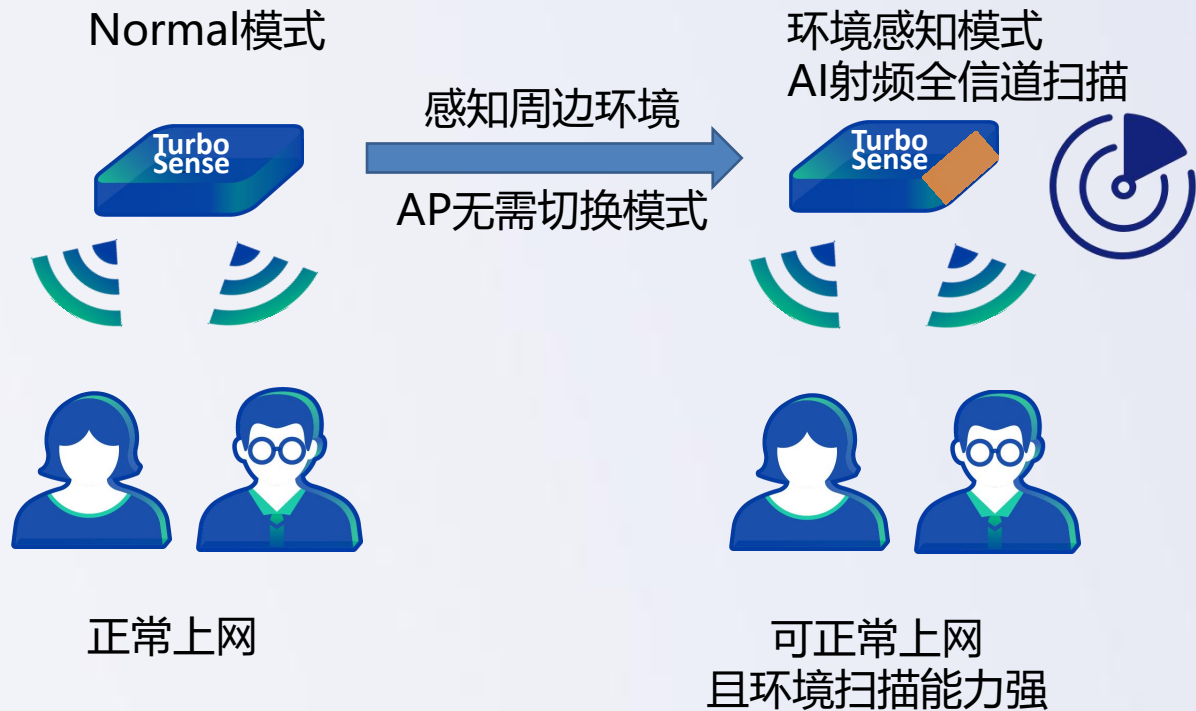 Normal模式
Turbo
Sense
感知周边环境
AP无需切换模式
环境感知模式
AI射频全信道扫描
Turbo
Sense
正常上网
可正常上网
且环境扫描能力强